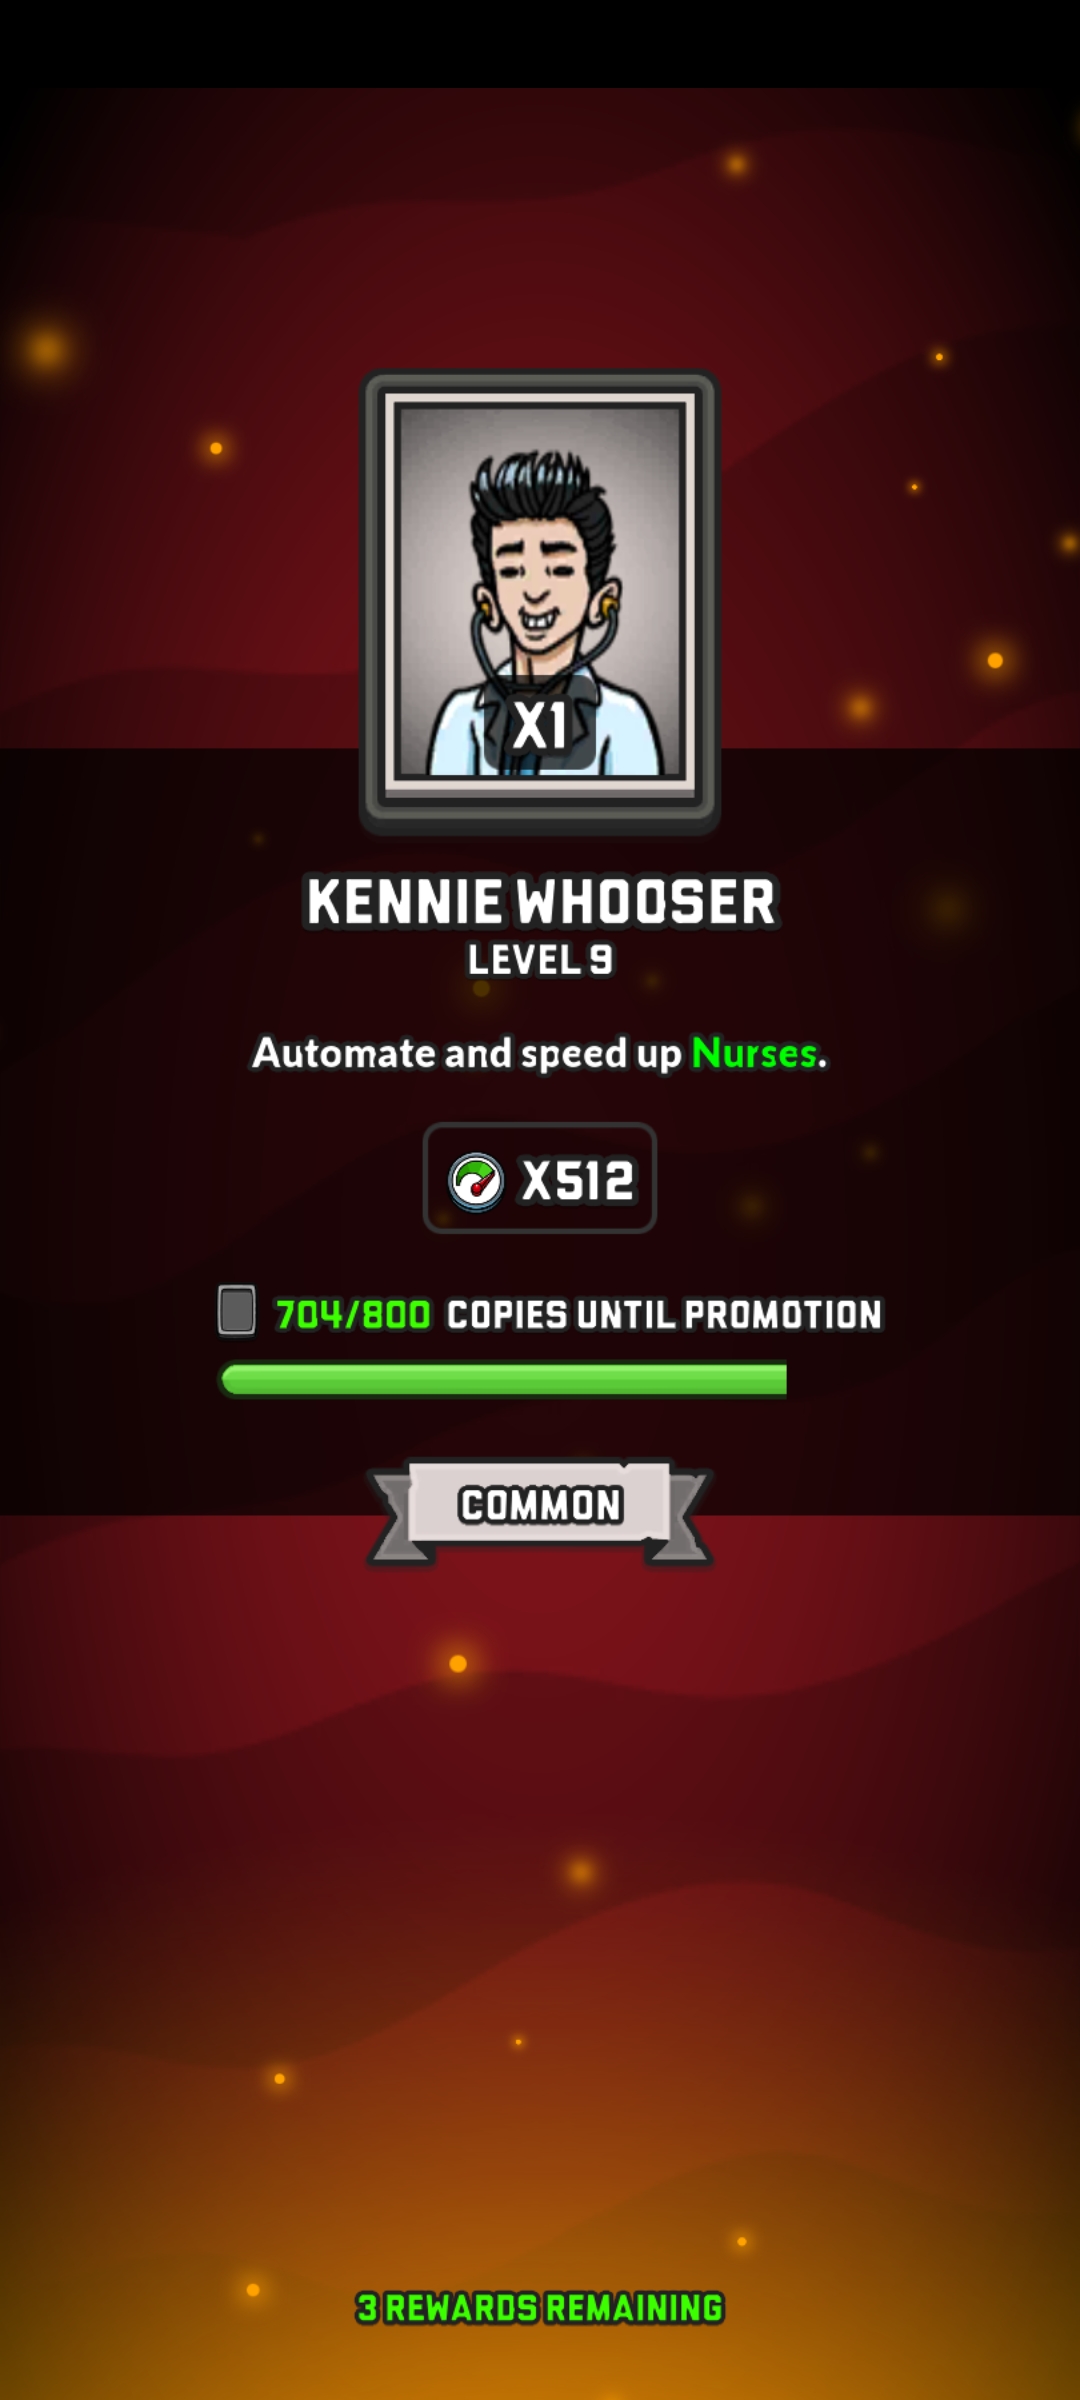 X1
KENNIE WHOOSER
LEVEL 9
Automate and speed up Nurses.
X512
704/800 COPIES UNTIL PROMOTION
COMMON
3 REWARDS REMAINING